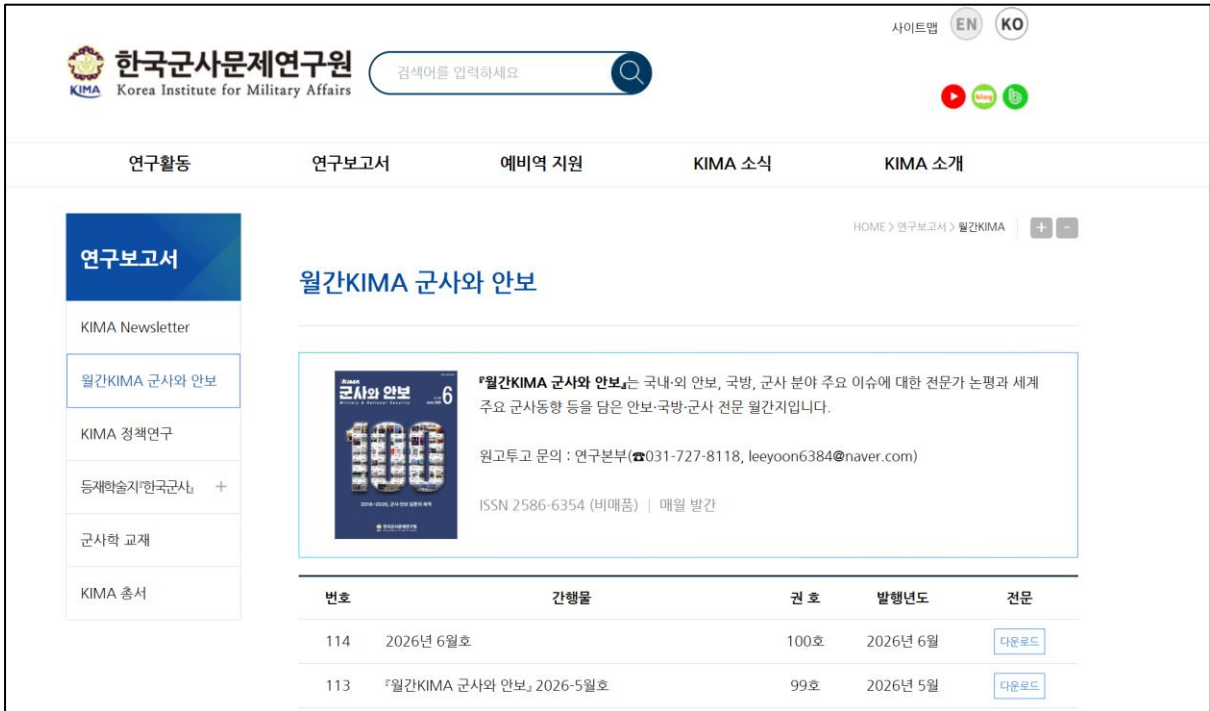 사이트맵 EN KO
한국군사문제연구원
KIMA Korea Institute for Military Affairs
검색어를 입력하세요
blog
연구활동 연구보고서 예비역 지원 KIMA 소식 KIMA 소개
HOME > 연구보고서 > 월간KIMA + -
연구보고서
월간KIMA 군사와 안보
KIMA Newsletter
월간KIMA 군사와 안보
KIMA 정책연구
등재학술지『한국군사』 +
군사학 교재
KIMA 총서
KIMA
군사와 안보 6
Military & National Security
100
한국군사문제연구원
『월간KIMA 군사와 안보』는 국내·외 안보, 국방, 군사 분야 주요 이슈에 대한 전문가 논평과 세계
주요 군사동향 등을 담은 안보·국방·군사 전문 월간지입니다.
원고투고 문의 : 연구본부(☎031-727-8118, leeyoon6384@naver.com)
ISSN 2586-6354 (비매품) | 매월 발간
번호 간행물 권 호 발행년도 전문
114 2026년 6월호 100호 2026년 6월 다운로드
113 『월간KIMA 군사와 안보』 2026-5월호 99호 2026년 5월 다운로드